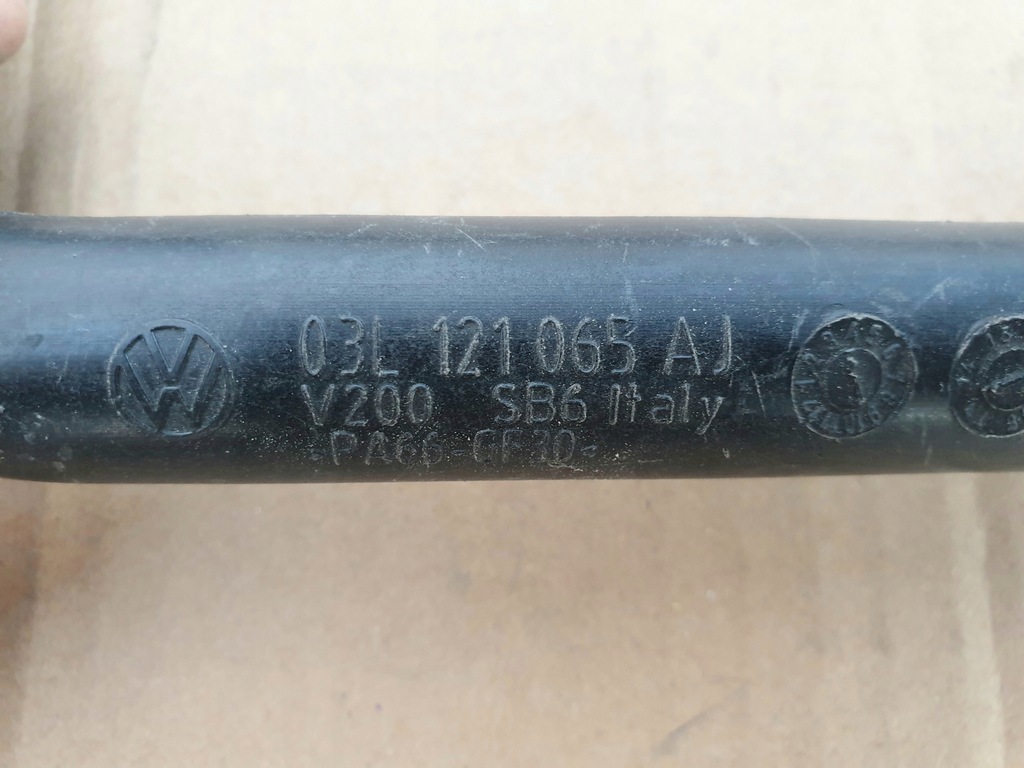 03L 121 065 AJ
V200 SB6 Italy
>PA66-GF30<